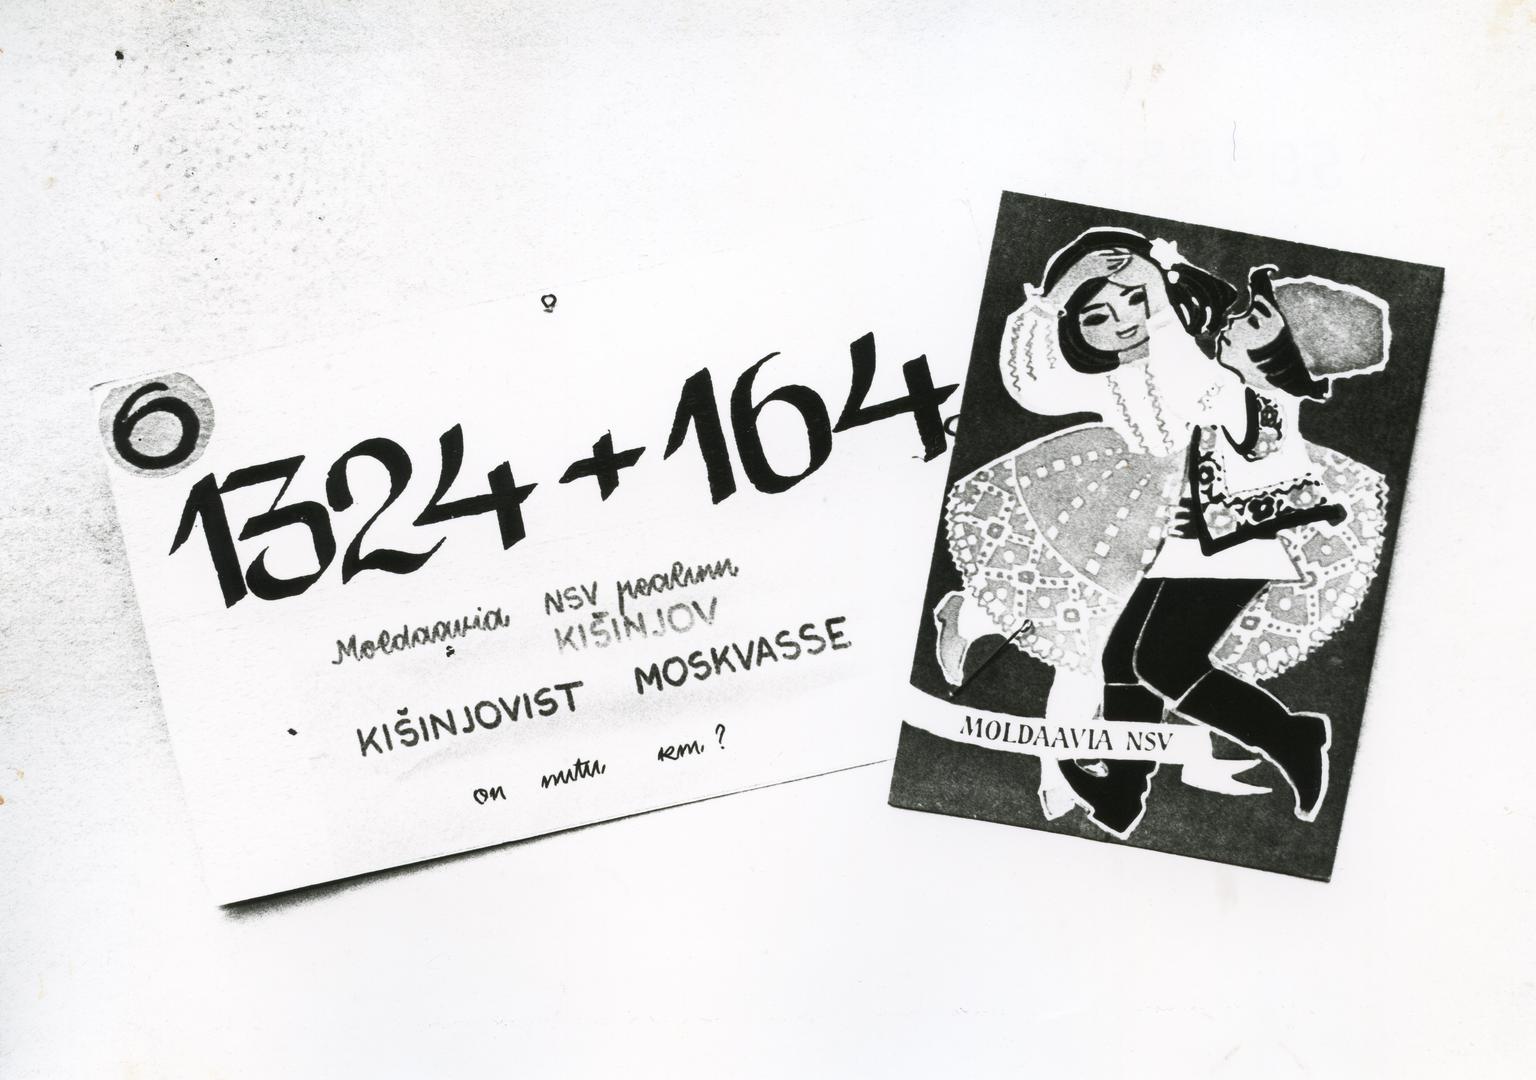 6
1324 + 164
Moldaavia NSV pealinn
KIŠINJOV
KIŠINJOVIST MOSKVASSE
on mitu km.?
MOLDAAVIA NSV